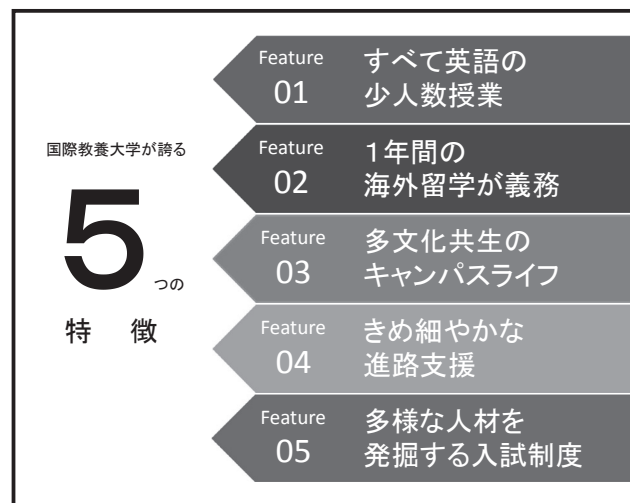 国際教養大学が誇る
5つの
特 徴
Feature
01
すべて英語の
少人数授業
Feature
02
１年間の
海外留学が義務
Feature
03
多文化共生の
キャンパスライフ
Feature
04
きめ細やかな
進路支援
Feature
05
多様な人材を
発掘する入試制度